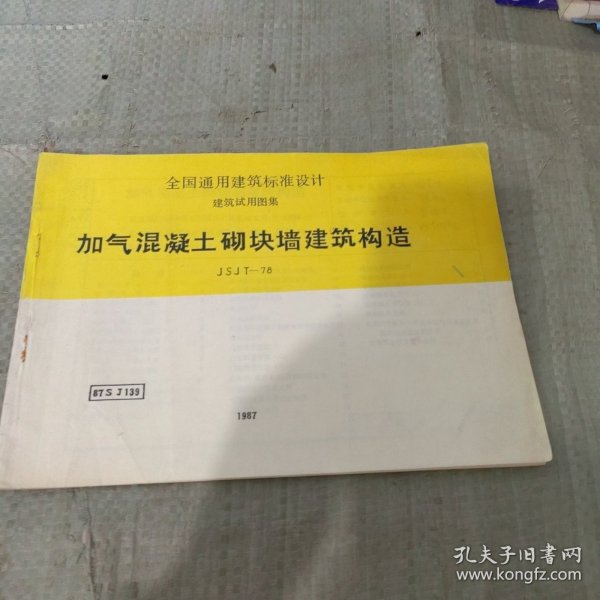 全国通用建筑标准设计
建筑试用图集
加气混凝土砌块墙建筑构造
JSJT—78
87SJ139
1987
孔夫子旧书网
www.kongfz.com